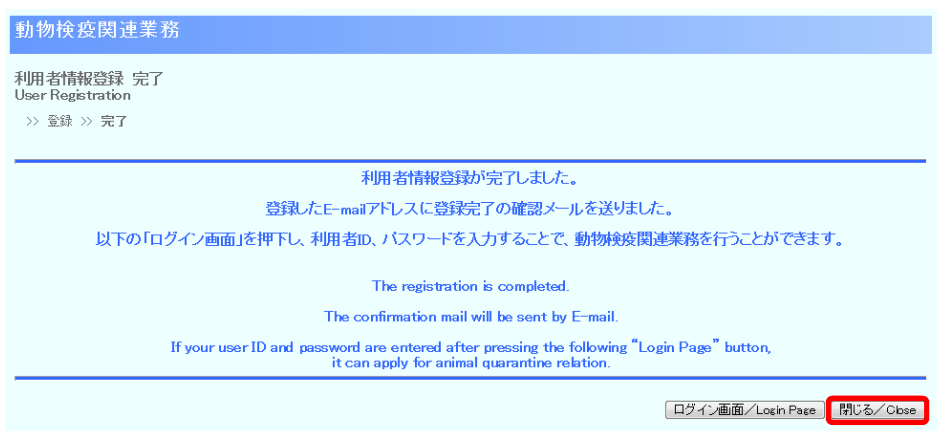 動物検疫関連業務
利用者情報登録 完了
User Registration
>> 登録 >> 完了
利用者情報登録が完了しました。
登録したE-mailアドレスに登録完了の確認メールを送りました。
以下の「ログイン画面」を押下し、利用者ID、パスワードを入力することで、動物検疫関連業務を行うことができます。
The registration is completed.
The confirmation mail will be sent by E-mail.
If your user ID and password are entered after pressing the following “Login Page” button,
it can apply for animal quarantine relation.
ログイン画面／Login Page 閉じる／Close